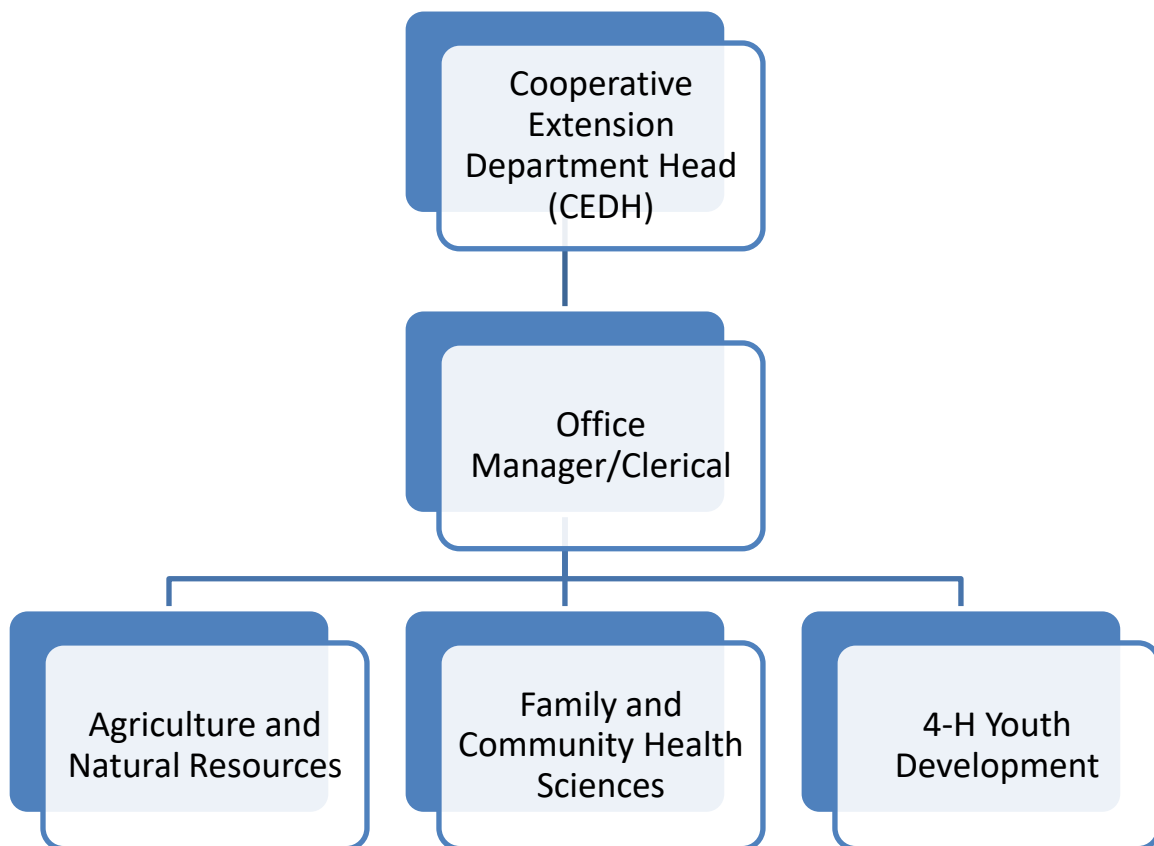 Cooperative
Extension
Department Head
(CEDH)
Office
Manager/Clerical
Agriculture and
Natural Resources
Family and
Community Health
Sciences
4-H Youth
Development